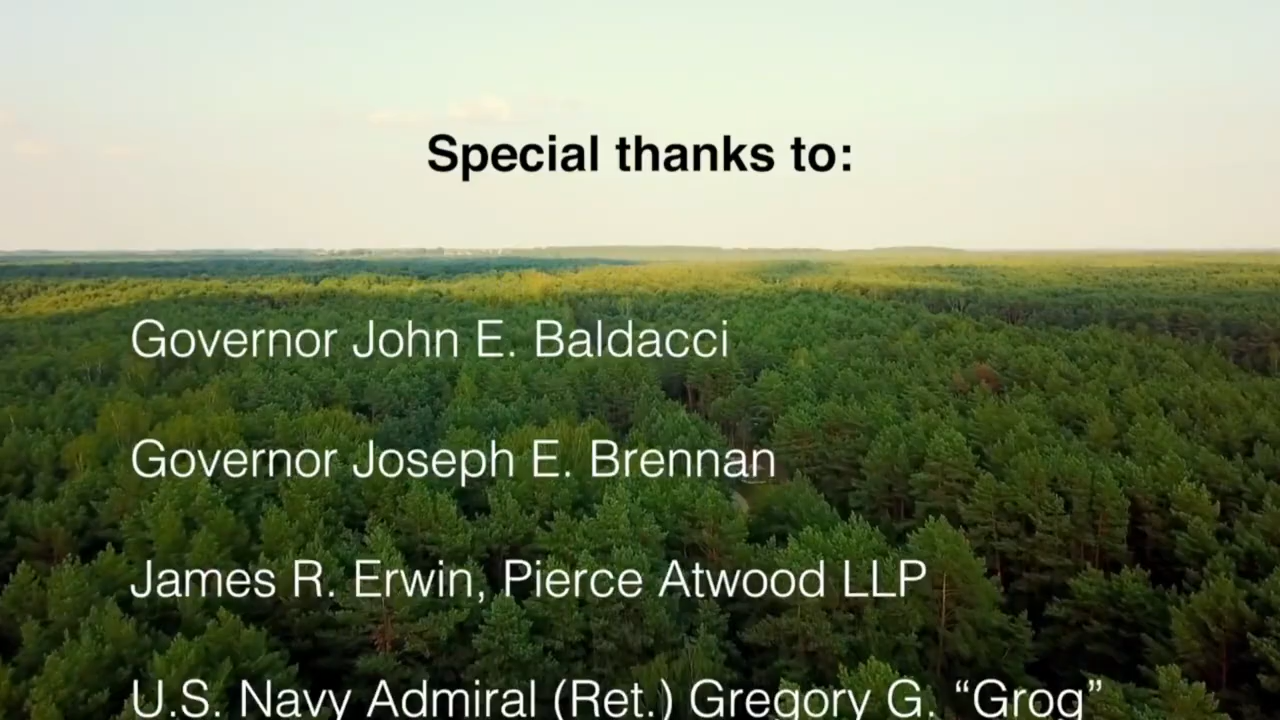 Special thanks to:
Governor John E. Baldacci
Governor Joseph E. Brennan
James R. Erwin, Pierce Atwood LLP
U.S. Navy Admiral (Ret.) Gregory G. “Grog”